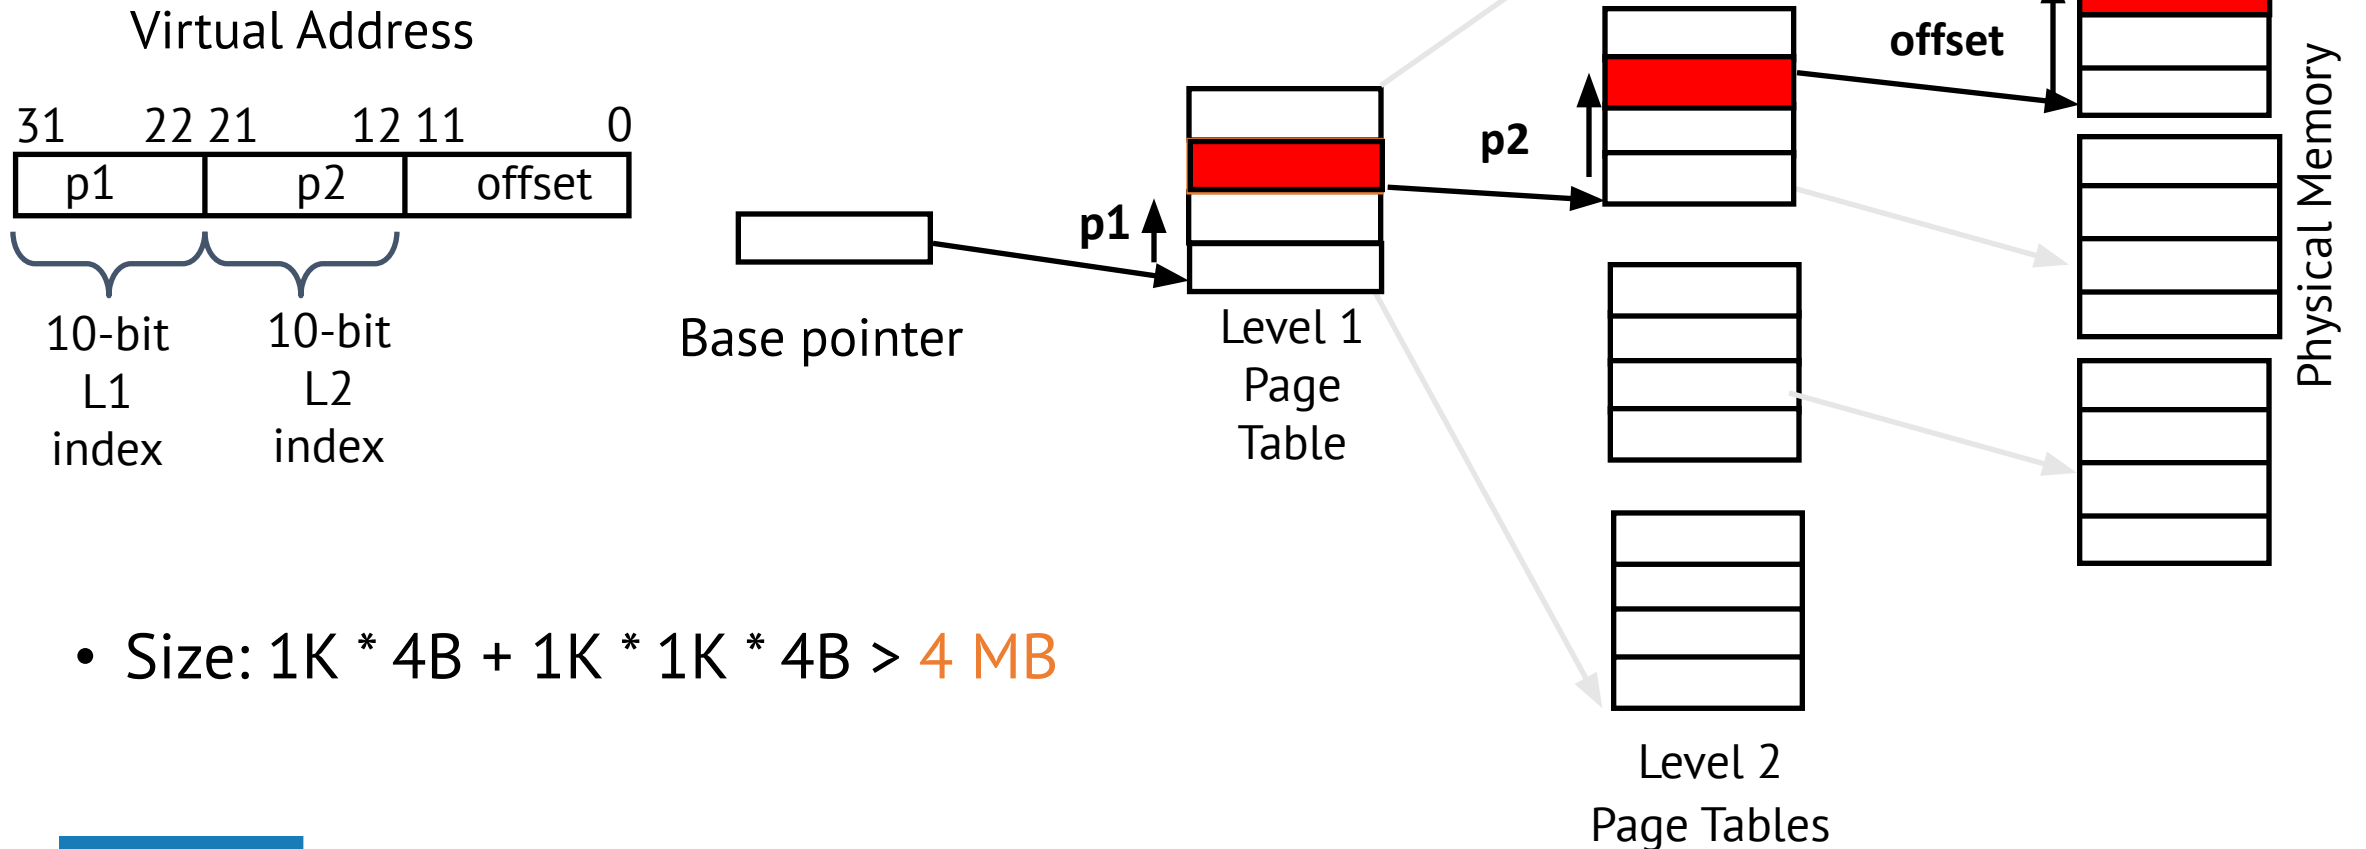 Virtual Address
31 22 21 12 11 0
p1 p2 offset
10-bit
L1
index
10-bit
L2
index
Base pointer
p1
Level 1
Page
Table
p2
offset
Physical Memory
Level 2
Page Tables
• Size: 1K * 4B + 1K * 1K * 4B > 4 MB